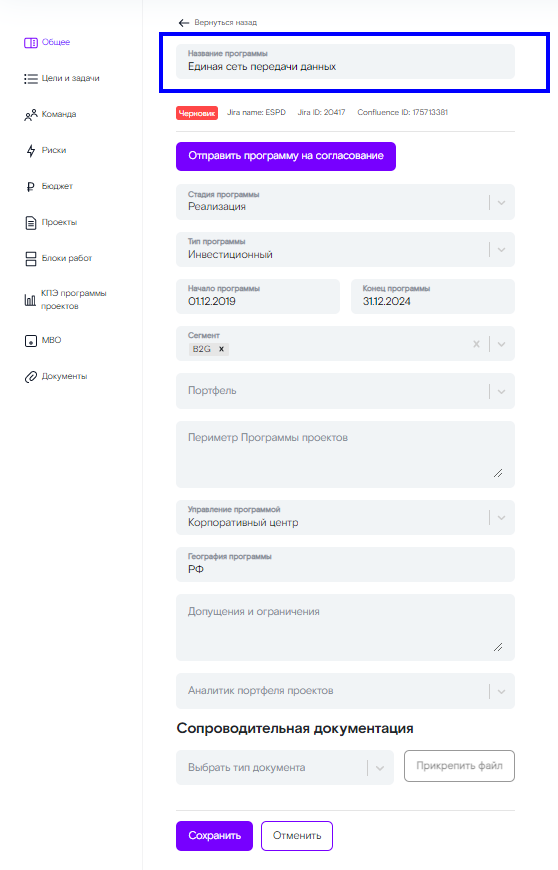 Вернуться назад
Общее
Цели и задачи
Команда
Риски
Бюджет
Проекты
Блоки работ
КПЭ программы
проектов
МВО
Документы
Название программы
Единая сеть передачи данных
Черновик Jira name: ESPD Jira ID: 20417 Confluence ID: 175713381
Отправить программу на согласование
Стадия программы
Реализация
Тип программы
Инвестиционный
Начало программы Конец программы
01.12.2019 31.12.2024
Сегмент
B2G x x
Портфель
Периметр Программы проектов
Управление программой
Корпоративный центр
География программы
РФ
Допущения и ограничения
Аналитик портфеля проектов
Сопроводительная документация
Выбрать тип документа Прикрепить файл
Сохранить Отменить